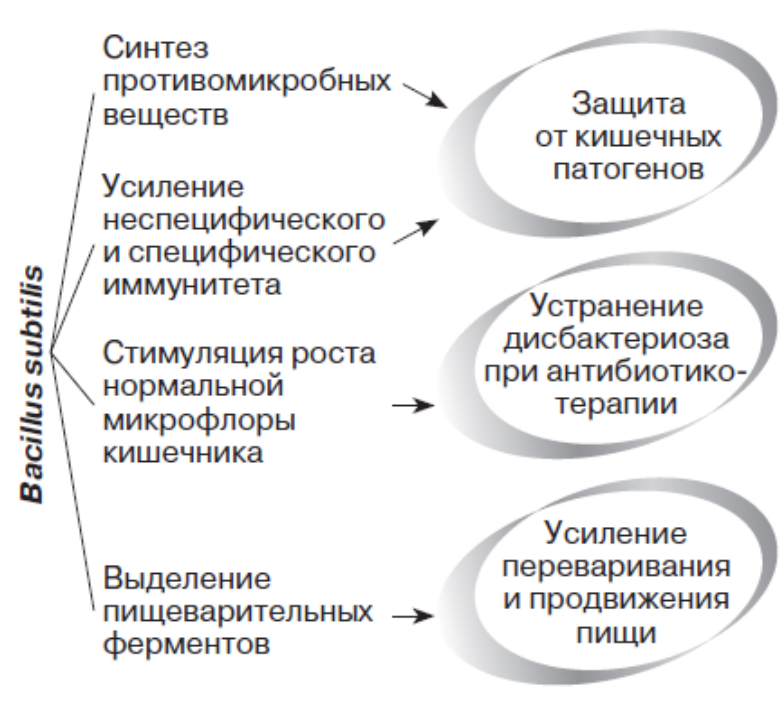 Bacillus subtilis
Синтез
противомикробных
веществ
Защита
от кишечных
патогенов
Усиление
неспецифического
и специфического
иммунитета
Стимуляция роста
нормальной
микрофлоры
кишечника
Устранение
дисбактериоза
при антибиотико-
терапии
Выделение
пищеварительных
ферментов
Усиление
переваривания
и продвижения
пищи